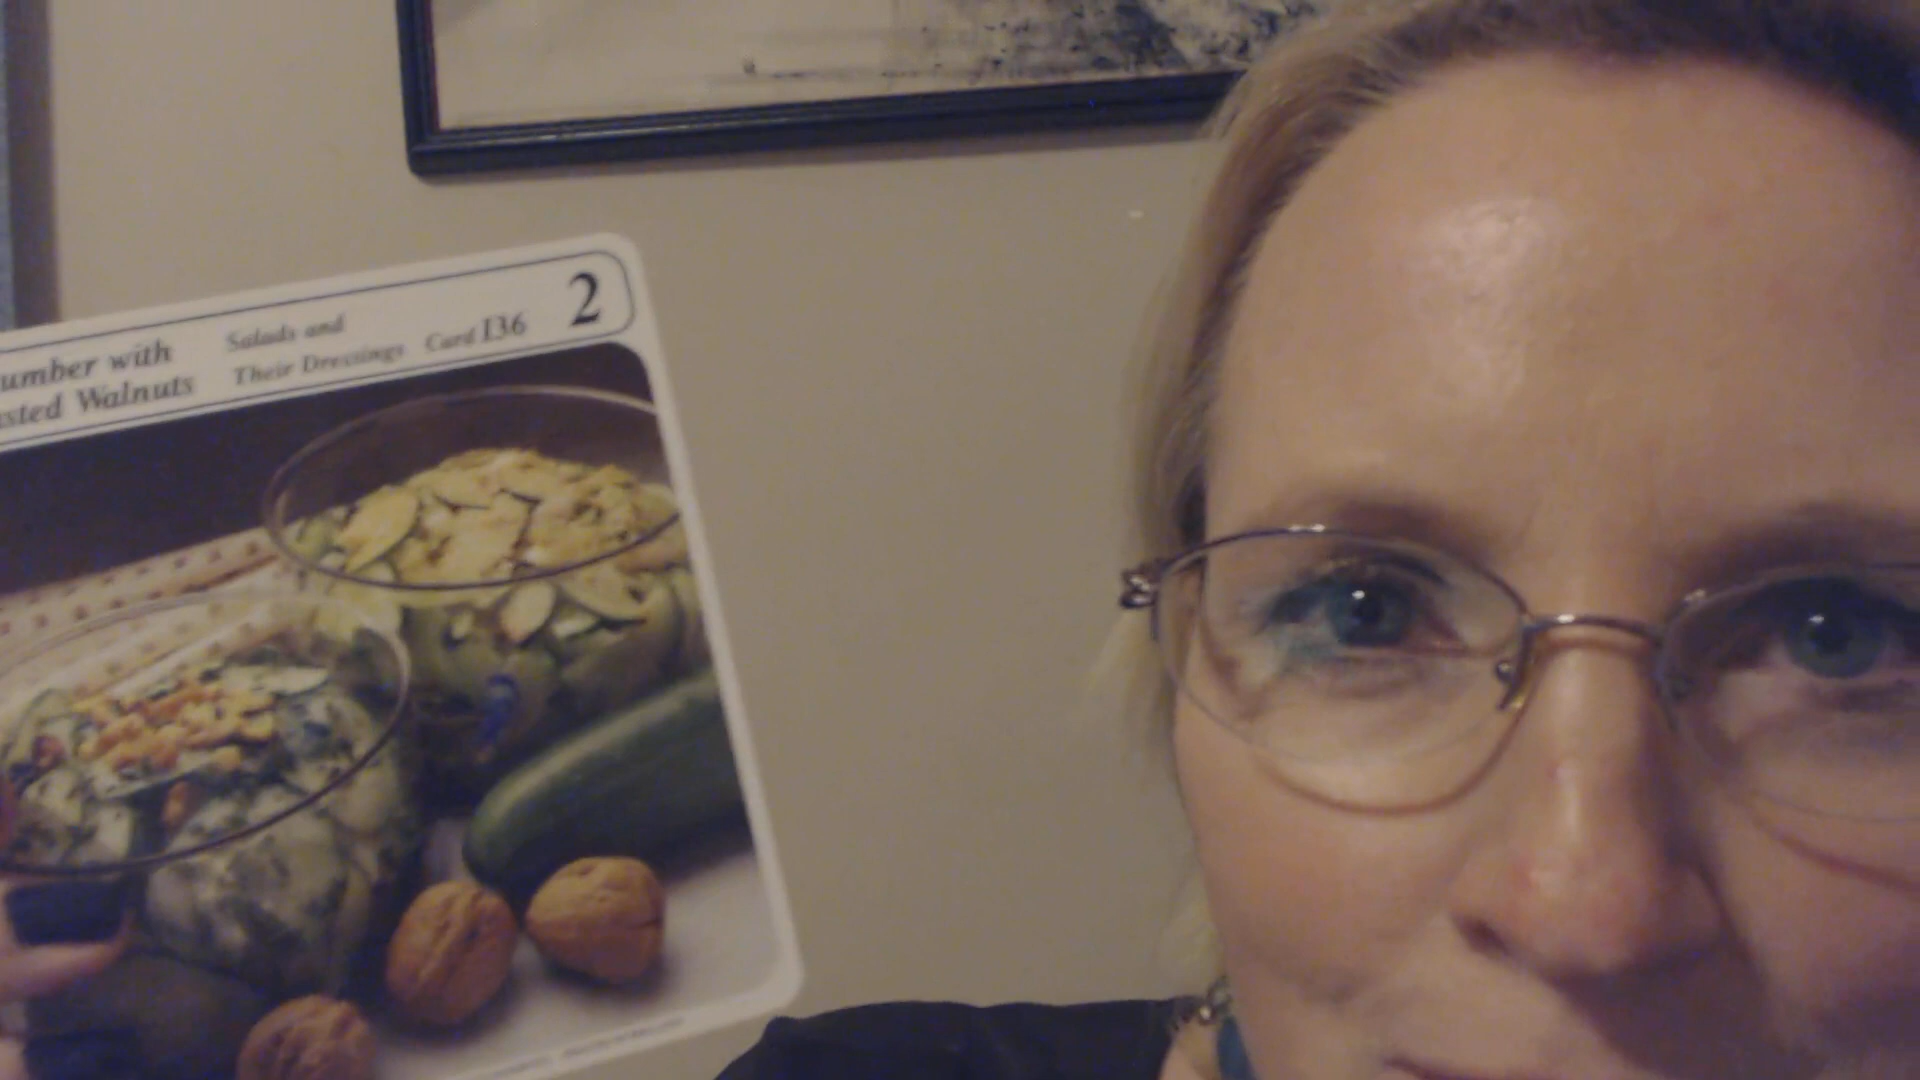 umber with
sted Walnuts
Salads and
Their Dressings
Card 136
2